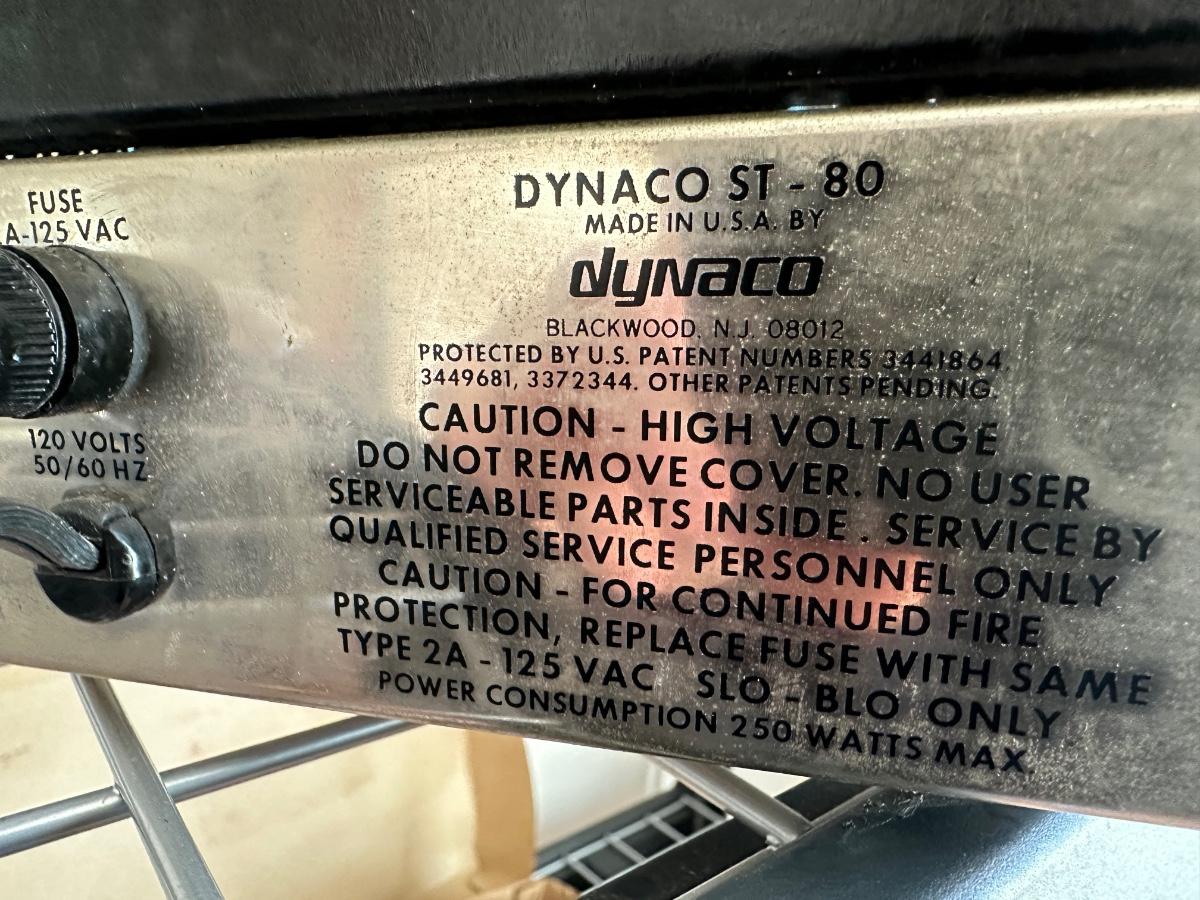 FUSE
A-125 VAC
120 VOLTS
50/60 HZ
DYNACO ST - 80
MADE IN U.S.A. BY
dynaco
BLACKWOOD, N.J. 08012
PROTECTED BY U.S. PATENT NUMBERS 3441864,
3449681, 3372344. OTHER PATENTS PENDING.
CAUTION - HIGH VOLTAGE
DO NOT REMOVE COVER. NO USER
SERVICEABLE PARTS INSIDE. SERVICE BY
QUALIFIED SERVICE PERSONNEL ONLY
CAUTION - FOR CONTINUED FIRE
PROTECTION, REPLACE FUSE WITH SAME
TYPE 2A - 125 VAC SLO - BLO ONLY
POWER CONSUMPTION 250 WATTS MAX.